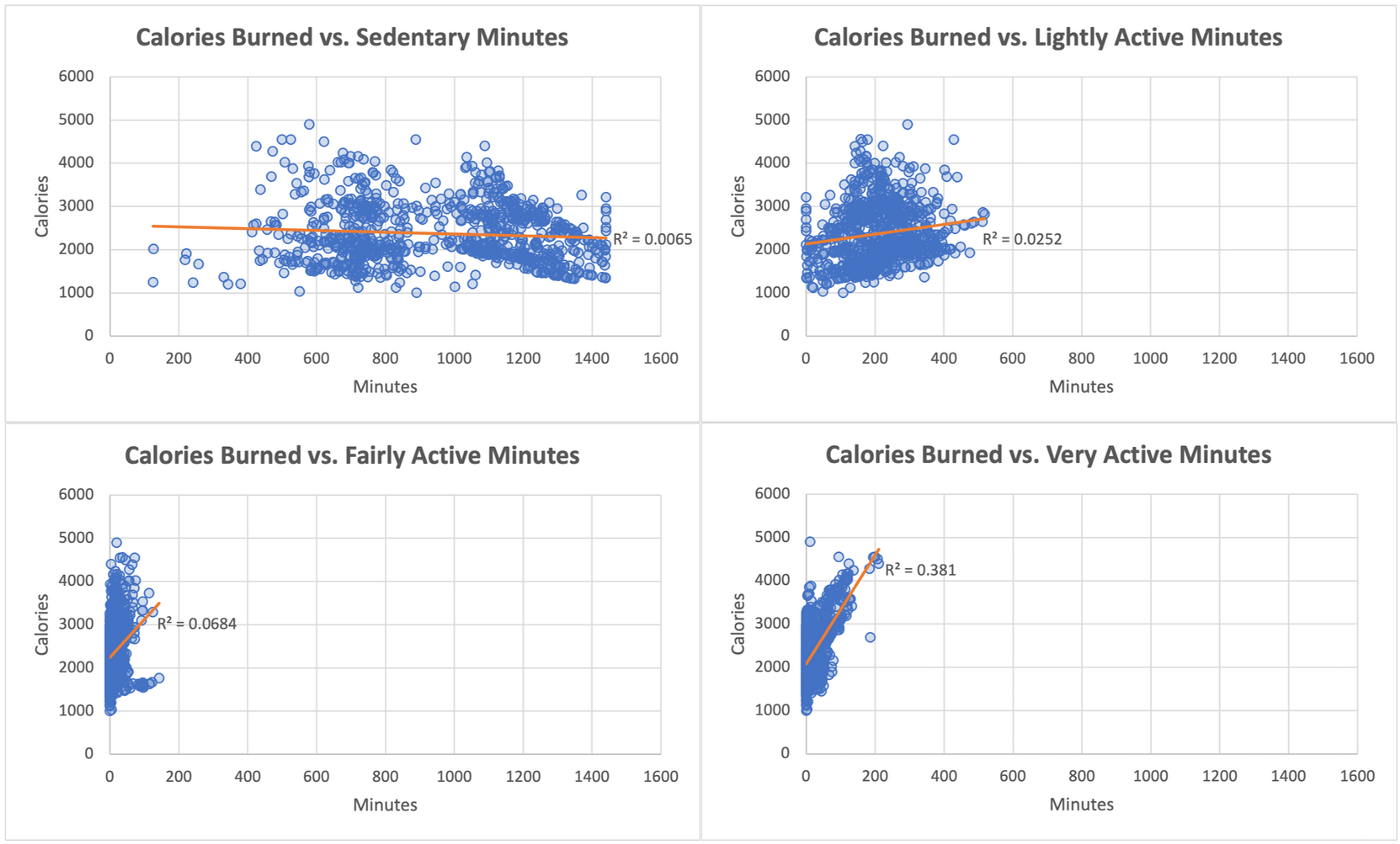 Calories Burned vs. Sedentary Minutes
6000
5000
4000
3000
2000
1000
0
Calories
R² = 0.0065
0 200 400 600 800 1000 1200 1400 1600
Minutes
Calories Burned vs. Lightly Active Minutes
6000
5000
4000
3000
2000
1000
0
Calories
R² = 0.0252
0 200 400 600 800 1000 1200 1400 1600
Minutes
Calories Burned vs. Fairly Active Minutes
6000
5000
4000
3000
2000
1000
0
Calories
R² = 0.0684
0 200 400 600 800 1000 1200 1400 1600
Minutes
Calories Burned vs. Very Active Minutes
6000
5000
4000
3000
2000
1000
0
Calories
R² = 0.381
0 200 400 600 800 1000 1200 1400 1600
Minutes